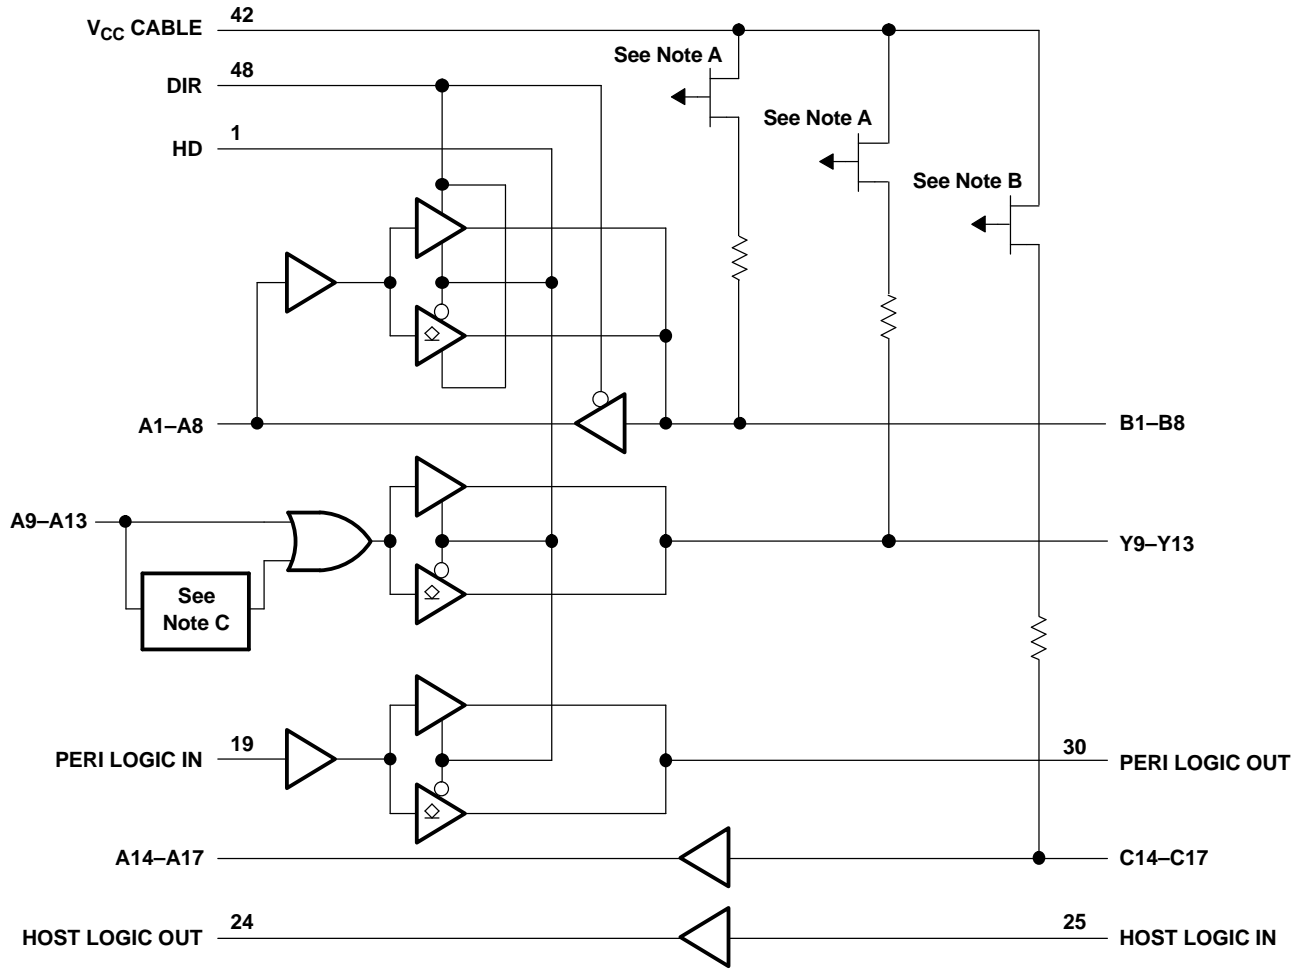 V_CC CABLE 42
DIR 48
HD 1
See Note A
See Note A
See Note B
A1–A8
B1–B8
A9–A13
See
Note C
Y9–Y13
PERI LOGIC IN 19
30 PERI LOGIC OUT
A14–A17
C14–C17
HOST LOGIC OUT 24
25 HOST LOGIC IN